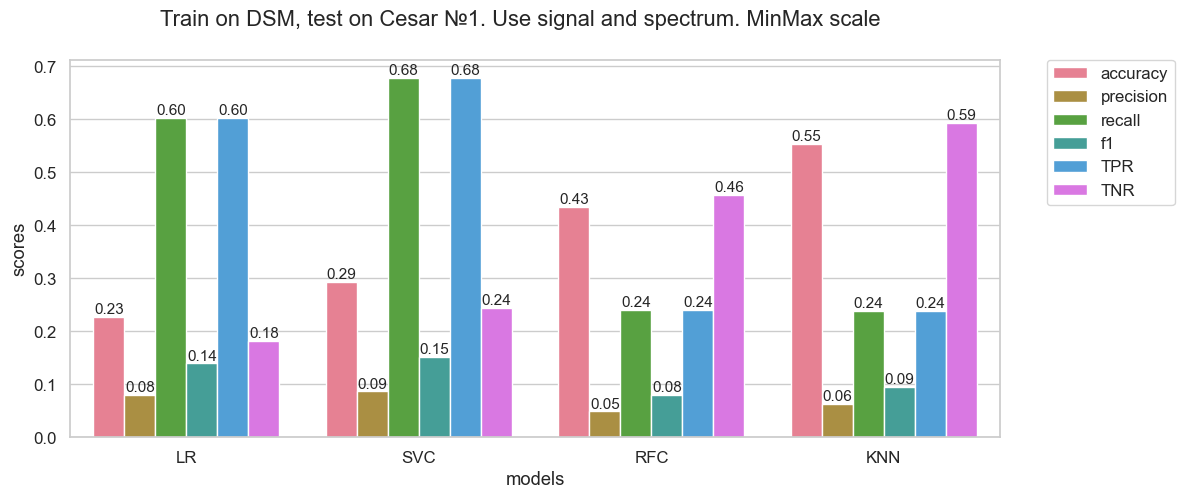 Train on DSM, test on Cesar №1. Use signal and spectrum. MinMax scale
scores
0.7
0.6
0.5
0.4
0.3
0.2
0.1
0.0
0.23
0.08
0.60
0.14
0.60
0.18
0.29
0.09
0.68
0.15
0.68
0.24
0.43
0.05
0.24
0.08
0.24
0.46
0.55
0.06
0.24
0.09
0.24
0.59
LR
SVC
RFC
KNN
models
accuracy
precision
recall
f1
TPR
TNR